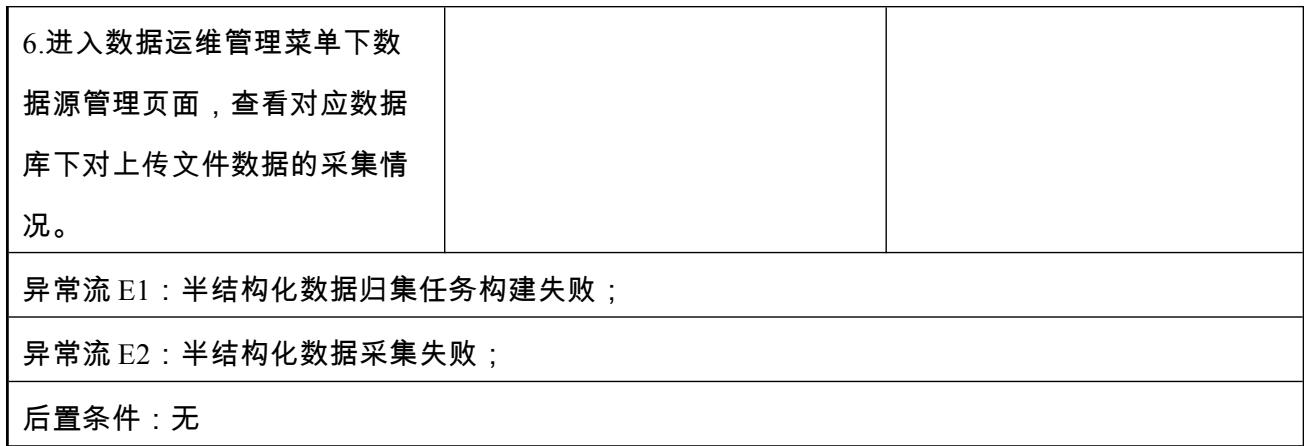 6.进入数据运维管理菜单下数
据源管理页面，查看对应数据
库下对上传文件数据的采集情
况。
异常流 E1：半结构化数据归集任务构建失败；
异常流 E2：半结构化数据采集失败；
后置条件：无